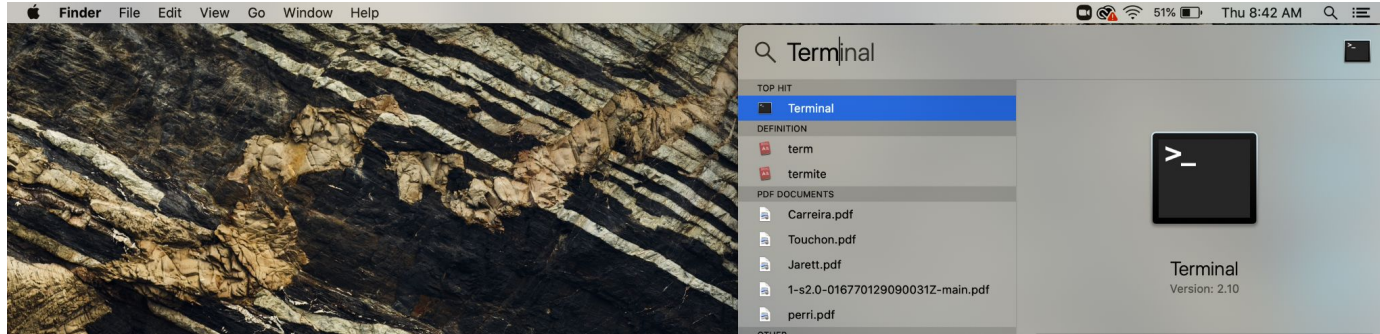 Finder File Edit View Go Window Help 51% Thu 8:42 AM
Terminal
TOP HIT
Terminal
DEFINITION
term
termite
PDF DOCUMENTS
Carreira.pdf
Touchon.pdf
Jarett.pdf
1-s2.0-016770129090031Z-main.pdf
perri.pdf
OTHER
>_
Terminal
Version: 2.10